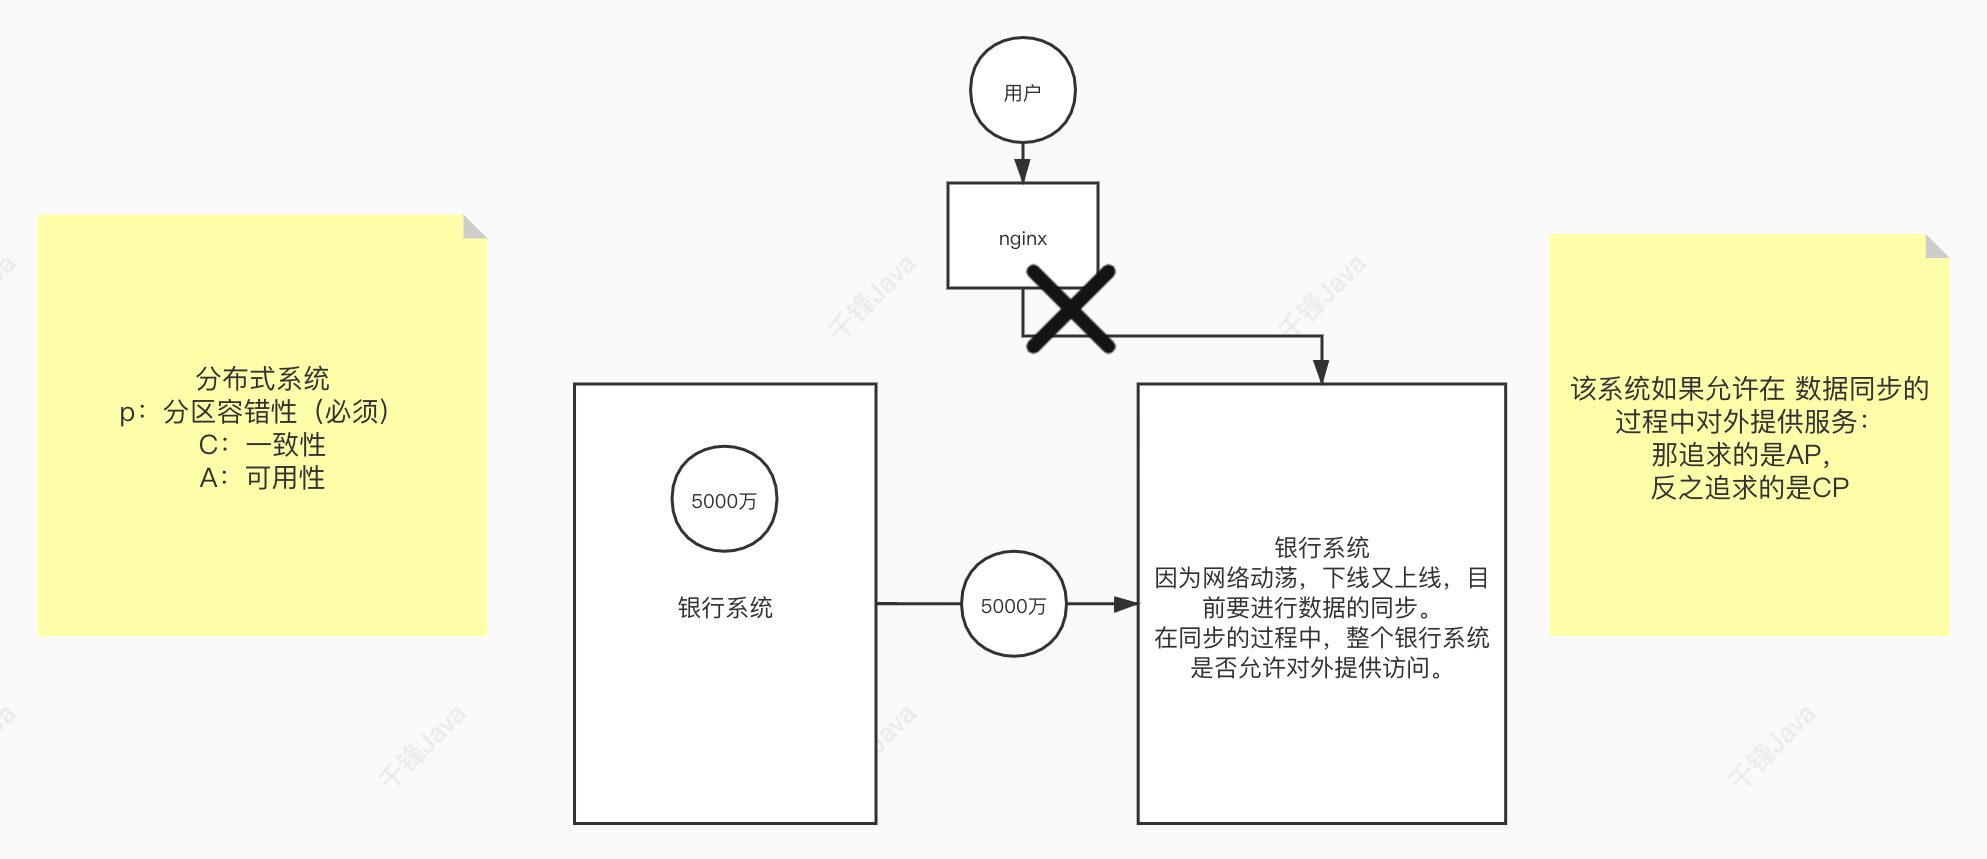 用户
nginx
分布式系统
p：分区容错性（必须）
C：一致性
A：可用性
5000万
银行系统
5000万
银行系统
因为网络动荡，下线又上线，目
前要进行数据的同步。
在同步的过程中，整个银行系统
是否允许对外提供访问。
该系统如果允许在 数据同步的
过程中对外提供服务：
那追求的是AP，
反之追求的是CP
千锋Java
千锋Java
千锋Java
千锋Java